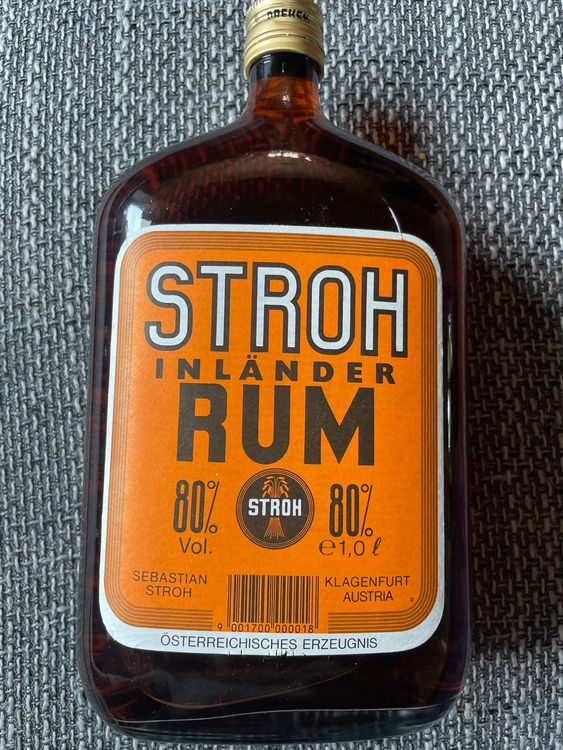 STROH
INLÄNDER
RUM
80%
Vol.
STROH
80%
e1,0 ℓ
SEBASTIAN
STROH
KLAGENFURT
AUSTRIA
9 001700 000018
ÖSTERREICHISCHES ERZEUGNIS